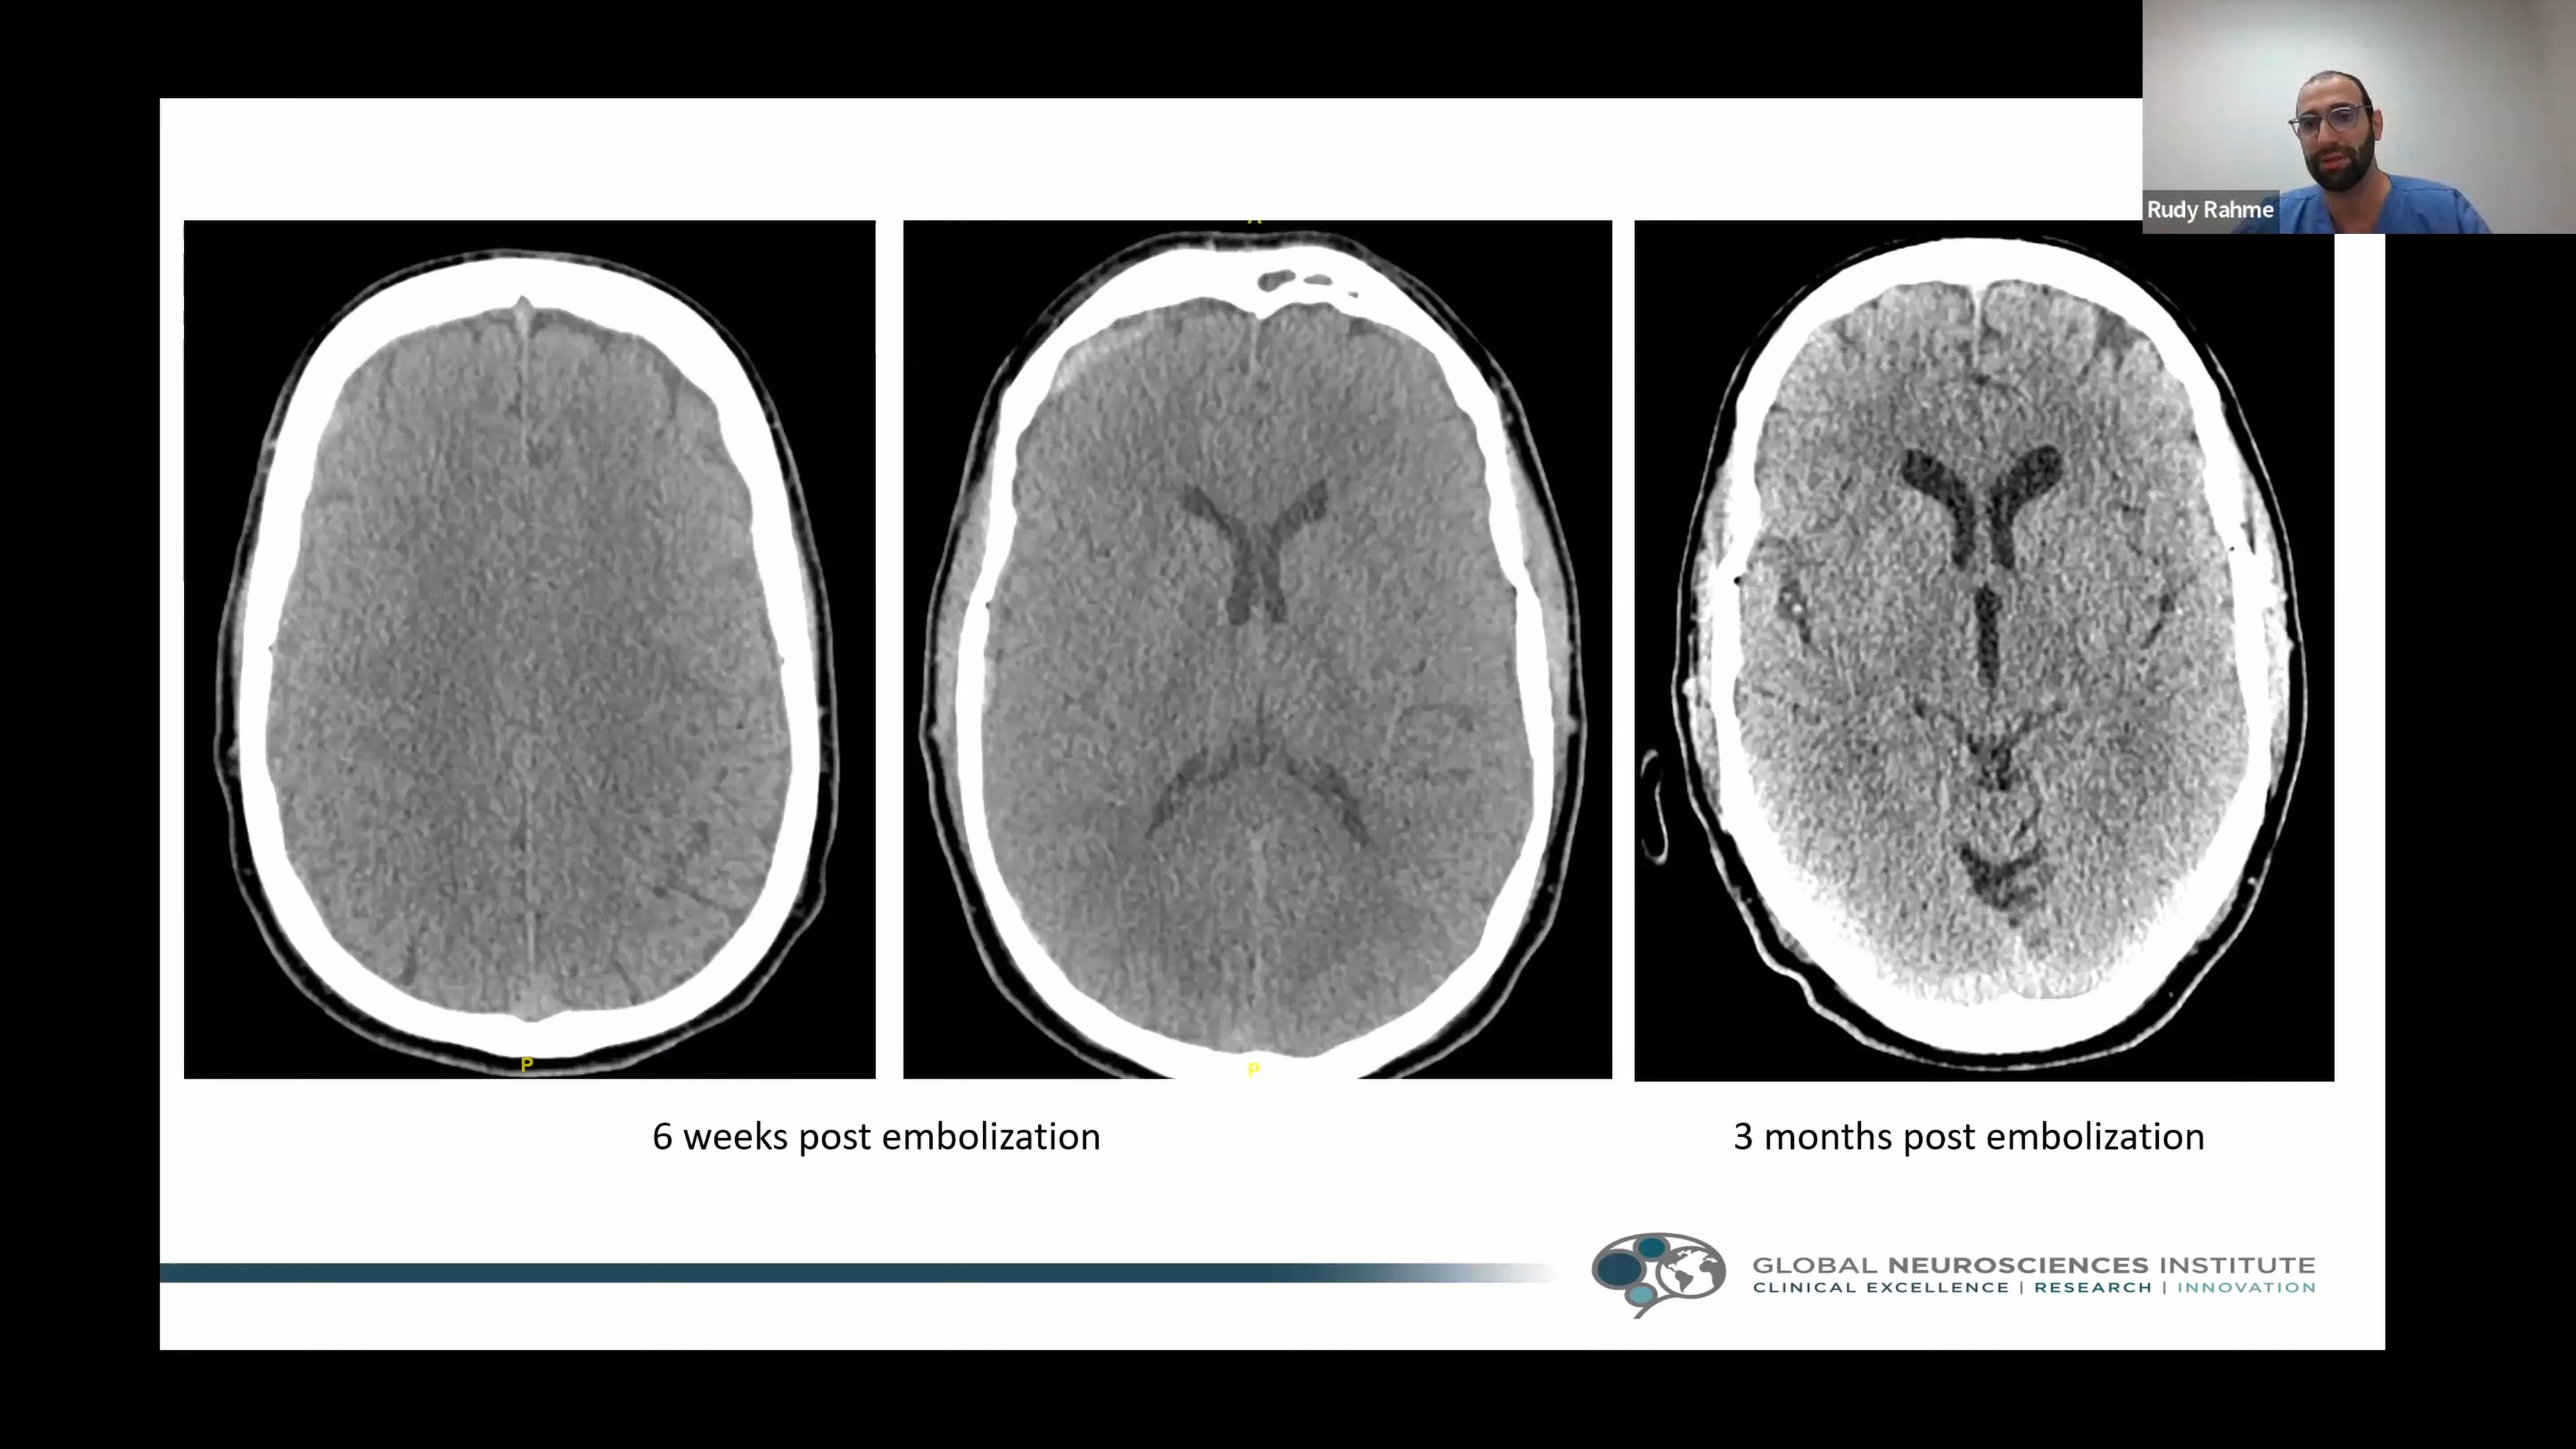 Rudy Rahme
P
P
6 weeks post embolization
3 months post embolization
GLOBAL NEUROSCIENCES INSTITUTE
CLINICAL EXCELLENCE | RESEARCH | INNOVATION